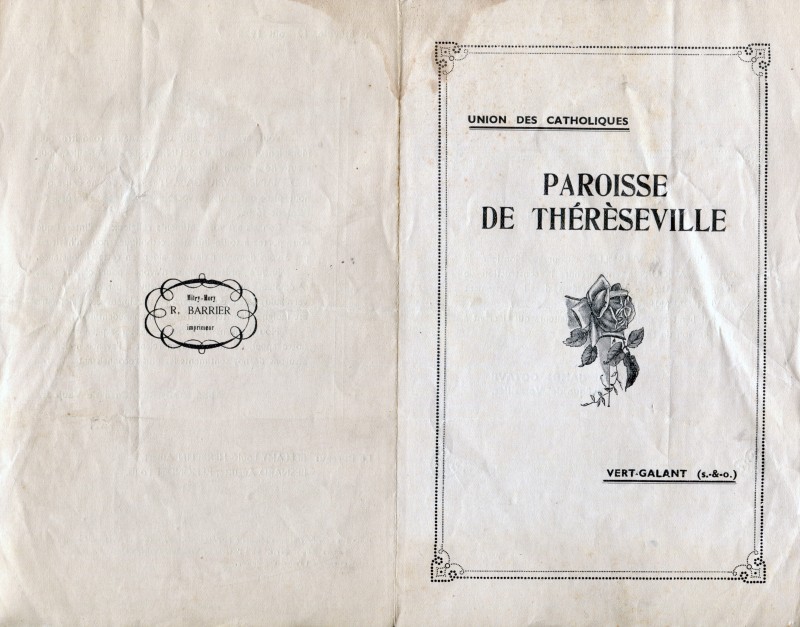 Mitry-Mory
R. BARRIER
imprimeur
UNION DES CATHOLIQUES
PAROISSE
DE THÉRÈSEVILLE
VERT-GALANT (s.-&-o.)